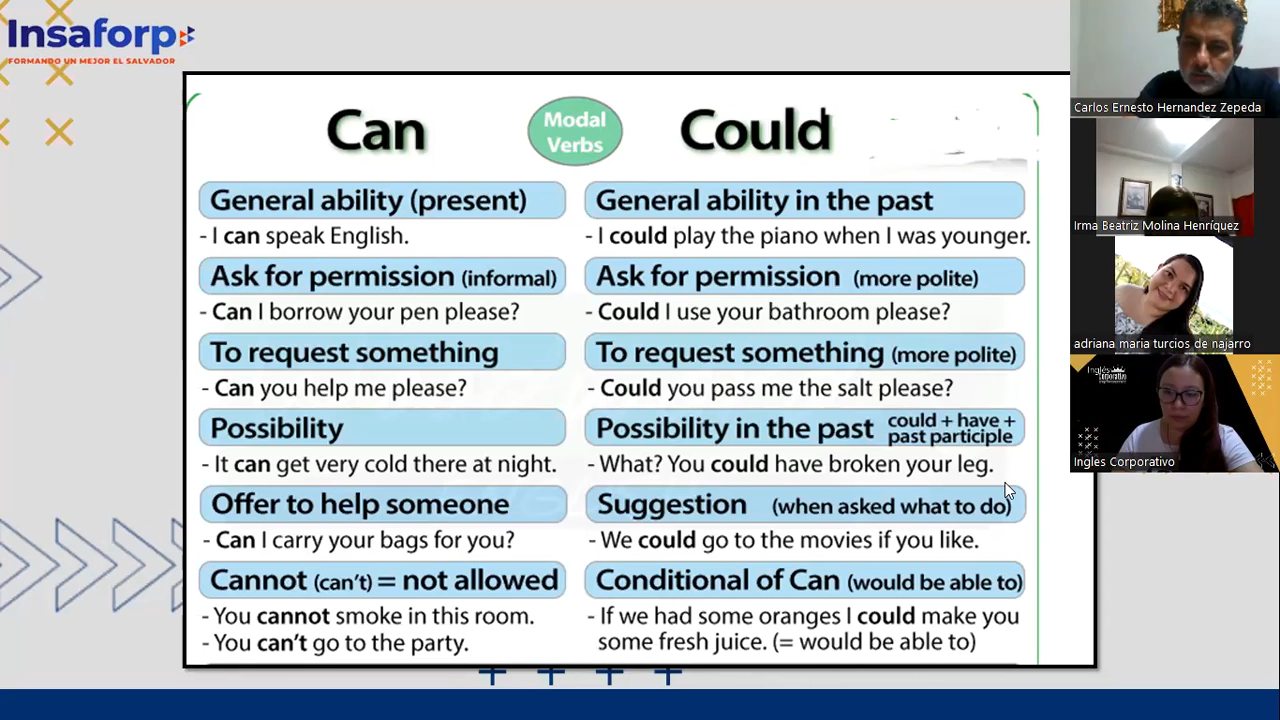 Insaforp
FORMANDO UN MEJOR EL SALVADOR
Can
Modal
Verbs
Could
General ability (present)
- I can speak English.
Ask for permission (informal)
- Can I borrow your pen please?
To request something
- Can you help me please?
Possibility
- It can get very cold there at night.
Offer to help someone
- Can I carry your bags for you?
Cannot (can't) = not allowed
- You cannot smoke in this room.
- You can't go to the party.
General ability in the past
- I could play the piano when I was younger.
Ask for permission (more polite)
- Could I use your bathroom please?
To request something (more polite)
- Could you pass me the salt please?
Possibility in the past could + have +
past participle
- What? You could have broken your leg.
Suggestion (when asked what to do)
- We could go to the movies if you like.
Conditional of Can (would be able to)
- If we had some oranges I could make you
some fresh juice. (= would be able to)
Carlos Ernesto Hernandez Zepeda
Irma Beatriz Molina Henríquez
adriana maria turcios de najarro
Inglés
Corporativo
Ingles Corporativo